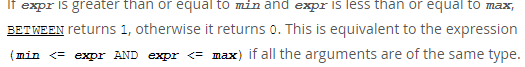 If expr is greater than or equal to min and expr is less than or equal to max,
BETWEEN returns 1, otherwise it returns 0. This is equivalent to the expression
(min <= expr AND expr <= max) if all the arguments are of the same type.